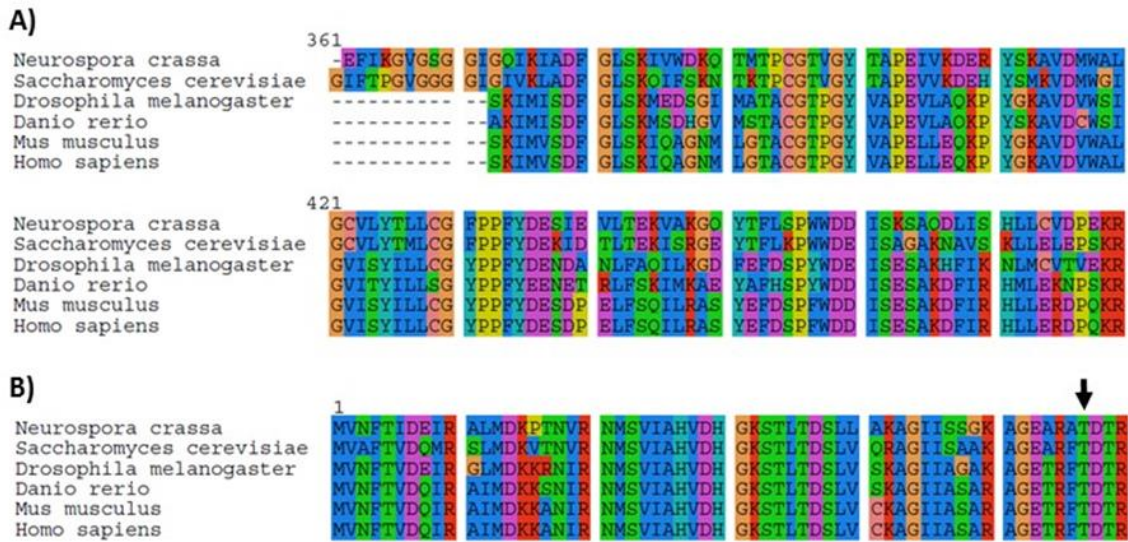 A)
361
Neurospora crassa -EFIKGVGSG GIGQIKIADF GLSKIVWDKQ TMTPCGTVGY TAPEIVKDER YSKAVDMWAL
Saccharomyces cerevisiae GIFTPGVGGG GIGIVKLADF GLSKQIFSKN TKTPCGTVGY TAPEVVKDEH YSMKVDMWGI
Drosophila melanogaster ---------- --SKIMISDF GLSKMEDSGI MATACGTPGY VAPEVLAQKP YGKAVDVWSI
Danio rerio ---------- --AKIMISDF GLSKMSDHGV MSTACGTPGY VAPEVLAQKP YSKAVDCWSI
Mus musculus ---------- --SKIMVSDF GLSKIQAGNM LGTACGTPGY VAPELLEQKP YGKAVDVWAL
Homo sapiens ---------- --SKIMVSDF GLSKIQAGNM LGTACGTPGY VAPELLEQKP YGKAVDVWAL
421
Neurospora crassa GCVLYTLLCG FPPFYDESIE VLTEKVAKGQ YTFLSPWWDD ISKSAQDLIS HLLCVDPEKR
Saccharomyces cerevisiae GCVLYTMLCG FPPFYDEKID TLTEKISRGE YTFLKPWWDD ISAGAKNAVS KLLELEPSKR
Drosophila melanogaster GVISYILLCG YPPFYDENDA NLFAQILKGD FEFDSPYWDE ISESAKHFIK NLMCVTVEKR
Danio rerio GVITYILLSG YPPFYEENET RLFSKIMKAE YAFHSPYWDD ISESAKDFIR HMLEKNPSKR
Mus musculus GVISYILLCG YPPFYDESDP ELFSQILRAS YEFDSPFWDD ISESAKDFIR HLLERDPQKR
Homo sapiens GVISYILLCG YPPFYDESDP ELFSQILRAS YEFDSPFWDD ISESAKDFIR HLLERDPQKR
B)
1
Neurospora crassa MVNFTIDEIR ALMDKPTNVR NMSVIAHVDH GKSTLTDSLL AKAGIISSGK AGEARATDTR
Saccharomyces cerevisiae MVAFTVDQMR SLMDKVTNVR NMSVIAHVDH GKSTLTDSLV QRAGIISAAK AGEARFTDTR
Drosophila melanogaster MVNFTVDEIR GLMDKKRNIR NMSVIAHVDH GKSTLTDSLV SKAGIIAGAK AGETRFTDTR
Danio rerio MVNFTVDQIR AIMDKKSNIR NMSVIAHVDH GKSTLTDSLV SKAGIIASAR AGETRFTDTR
Mus musculus MVNFTVDQIR AIMDKKANIR NMSVIAHVDH GKSTLTDSLV CKAGIIASAR AGETRFTDTR
Homo sapiens MVNFTVDQIR AIMDKKANIR NMSVIAHVDH GKSTLTDSLV CKAGIIASAR AGETRFTDTR